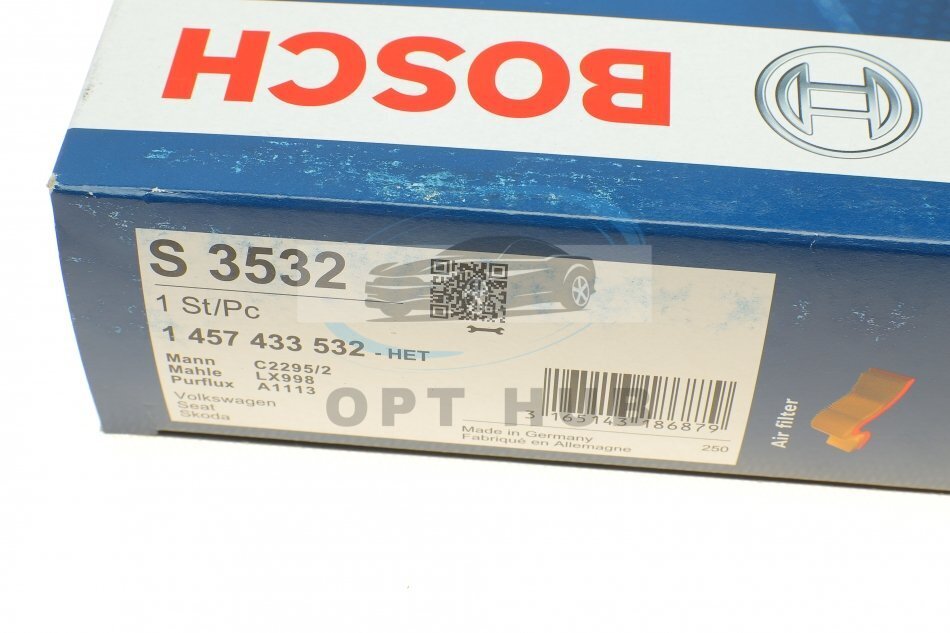 BOSCH
S 3532
1 St/Pc
1 457 433 532 - HET
Mann C2295/2
Mahle LX998
Purflux A1113
Volkswagen
Seat
Skoda
OPT HUB
3 165143 186879
Made in Germany
Fabriqué en Allemagne
250
Air filter